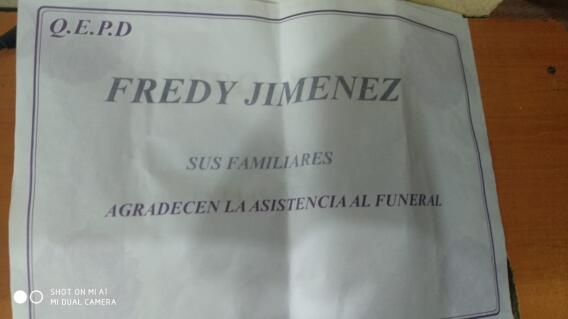 Q.E.P.D
FREDY JIMENEZ
SUS FAMILIARES
AGRADECEN LA ASISTENCIA AL FUNERAL
SHOT ON MI A1
MI DUAL CAMERA